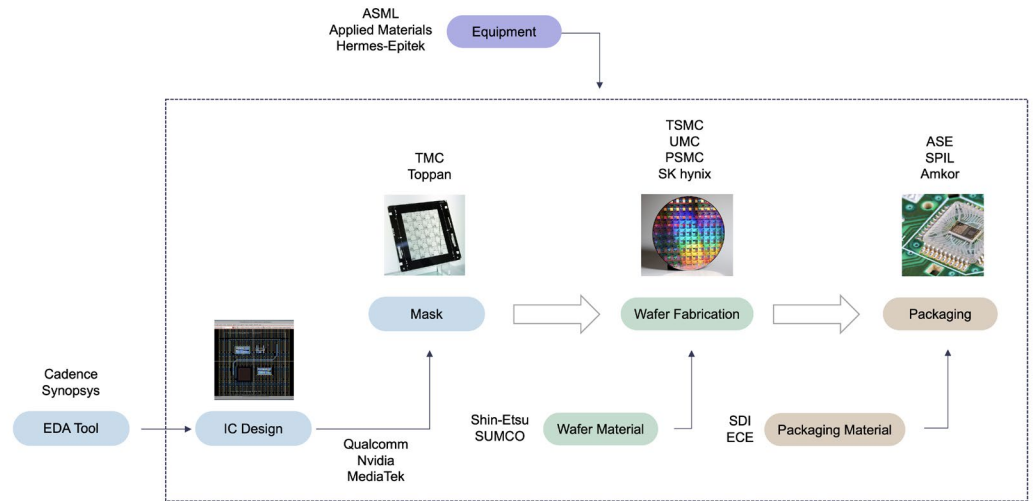 ASML
Applied Materials
Hermes-Epitek
Equipment
TMC
Toppan
TSMC
UMC
PSMC
SK hynix
ASE
SPIL
Amkor
Mask
Wafer Fabrication
Packaging
Cadence
Synopsys
EDA Tool
IC Design
Qualcomm
Nvidia
MediaTek
Shin-Etsu
SUMCO
Wafer Material
SDI
ECE
Packaging Material